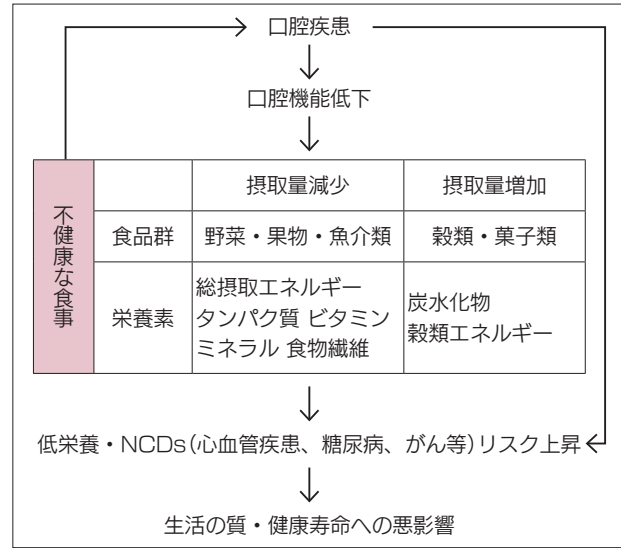 口腔疾患
口腔機能低下
不健康な食事
摂取量減少
摂取量増加
食品群
野菜・果物・魚介類
穀類・菓子類
栄養素
総摂取エネルギー
タンパク質 ビタミン
ミネラル 食物繊維
炭水化物
穀類エネルギー
低栄養・NCDs(心血管疾患、糖尿病、がん等)リスク上昇
生活の質・健康寿命への悪影響